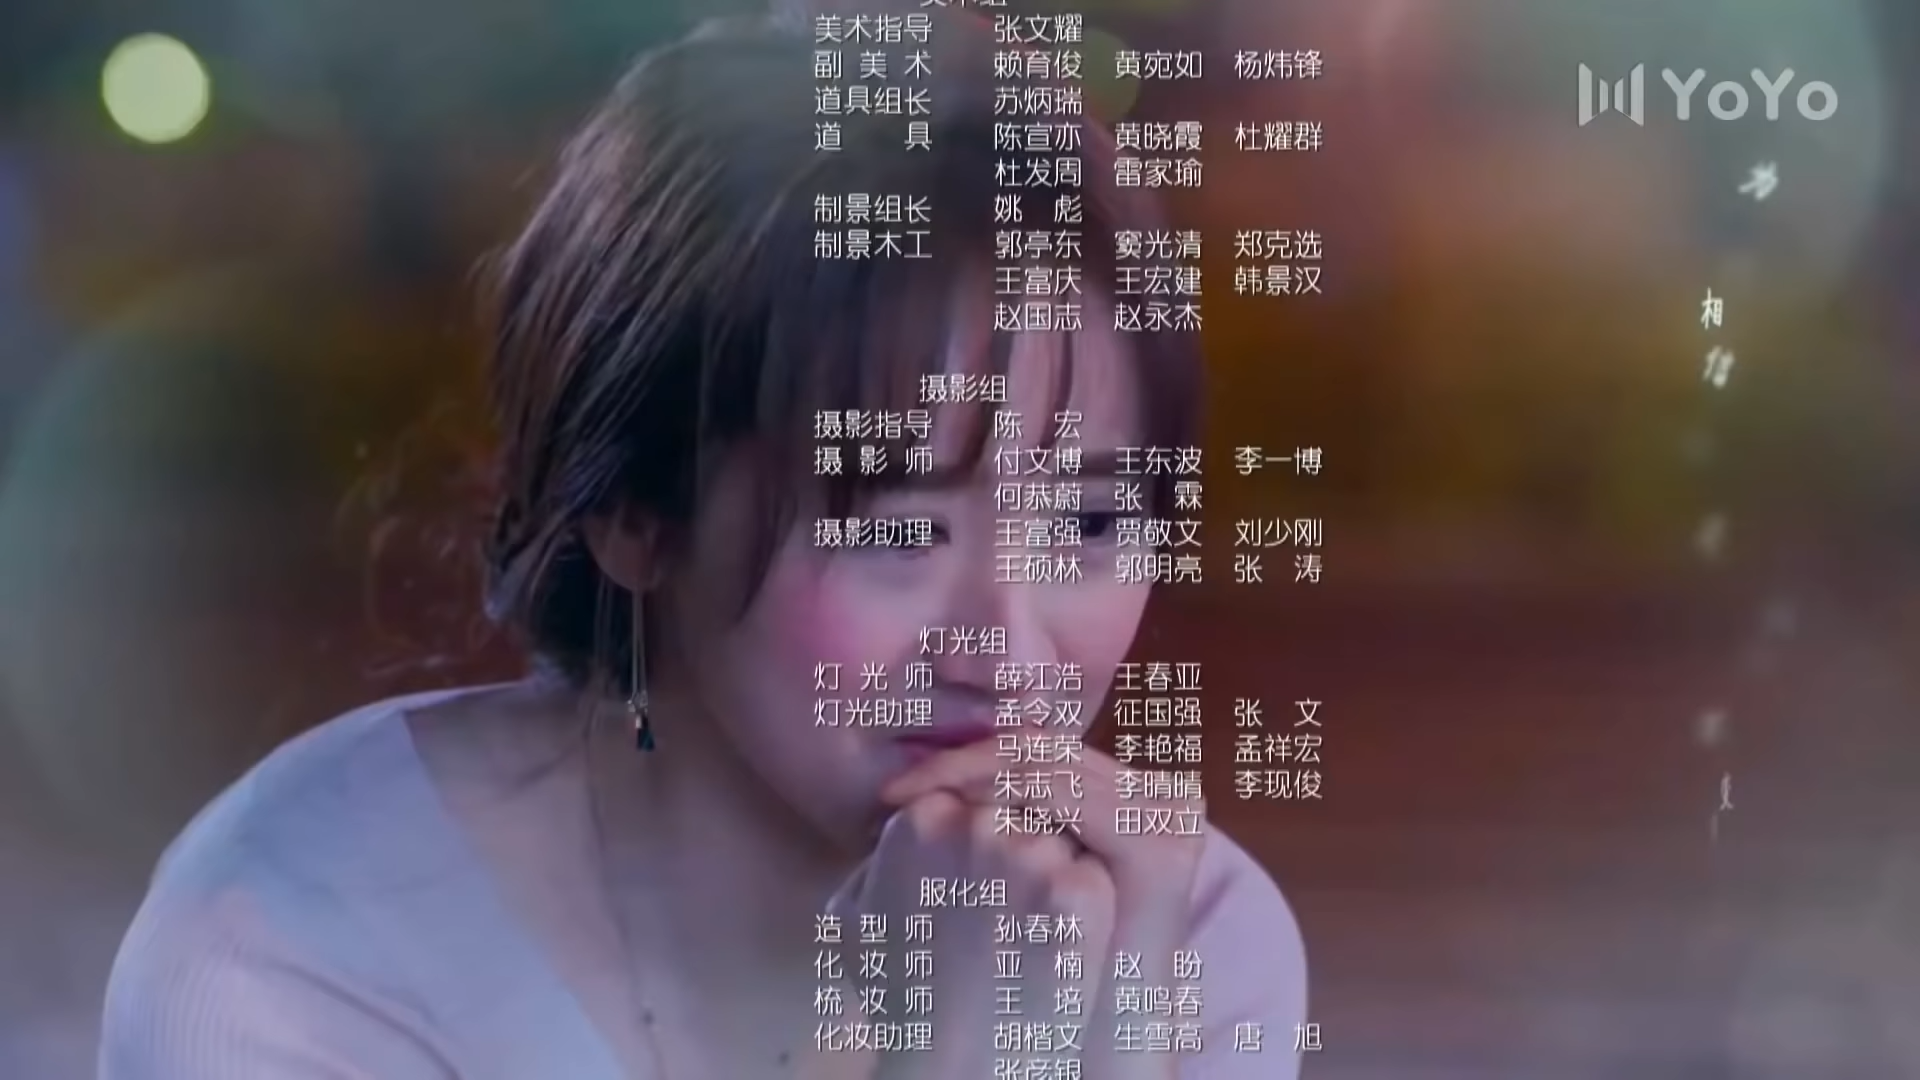 美术指导 张文耀
副美术 赖育俊 黄宛如 杨炜锋
道具组长 苏炳瑞
道具 陈宣亦 黄晓霞 杜耀群
杜发周 雷家瑜
制景组长 姚彪
制景木工 郭亭东 窦光清 郑克选
王富庆 王宏建 韩景汉
赵国志 赵永杰
摄影组
摄影指导 陈宏
摄影师 付文博 王东波 李一博
何恭蔚 张霖
摄影助理 王富强 贾敬文 刘少刚
王硕林 郭明亮 张涛
灯光组
灯光师 薛江浩 王春亚
灯光助理 孟令双 征国强 张文
马连荣 李艳福 孟祥宏
朱志飞 李晴晴 李现俊
朱晓兴 田双立
服化组
造型师 孙春林
化妆师 亚楠 赵盼
梳妆师 王培 黄鸣春
化妆助理 胡楷文 生雪高 唐旭
张彦银
YoYo
相